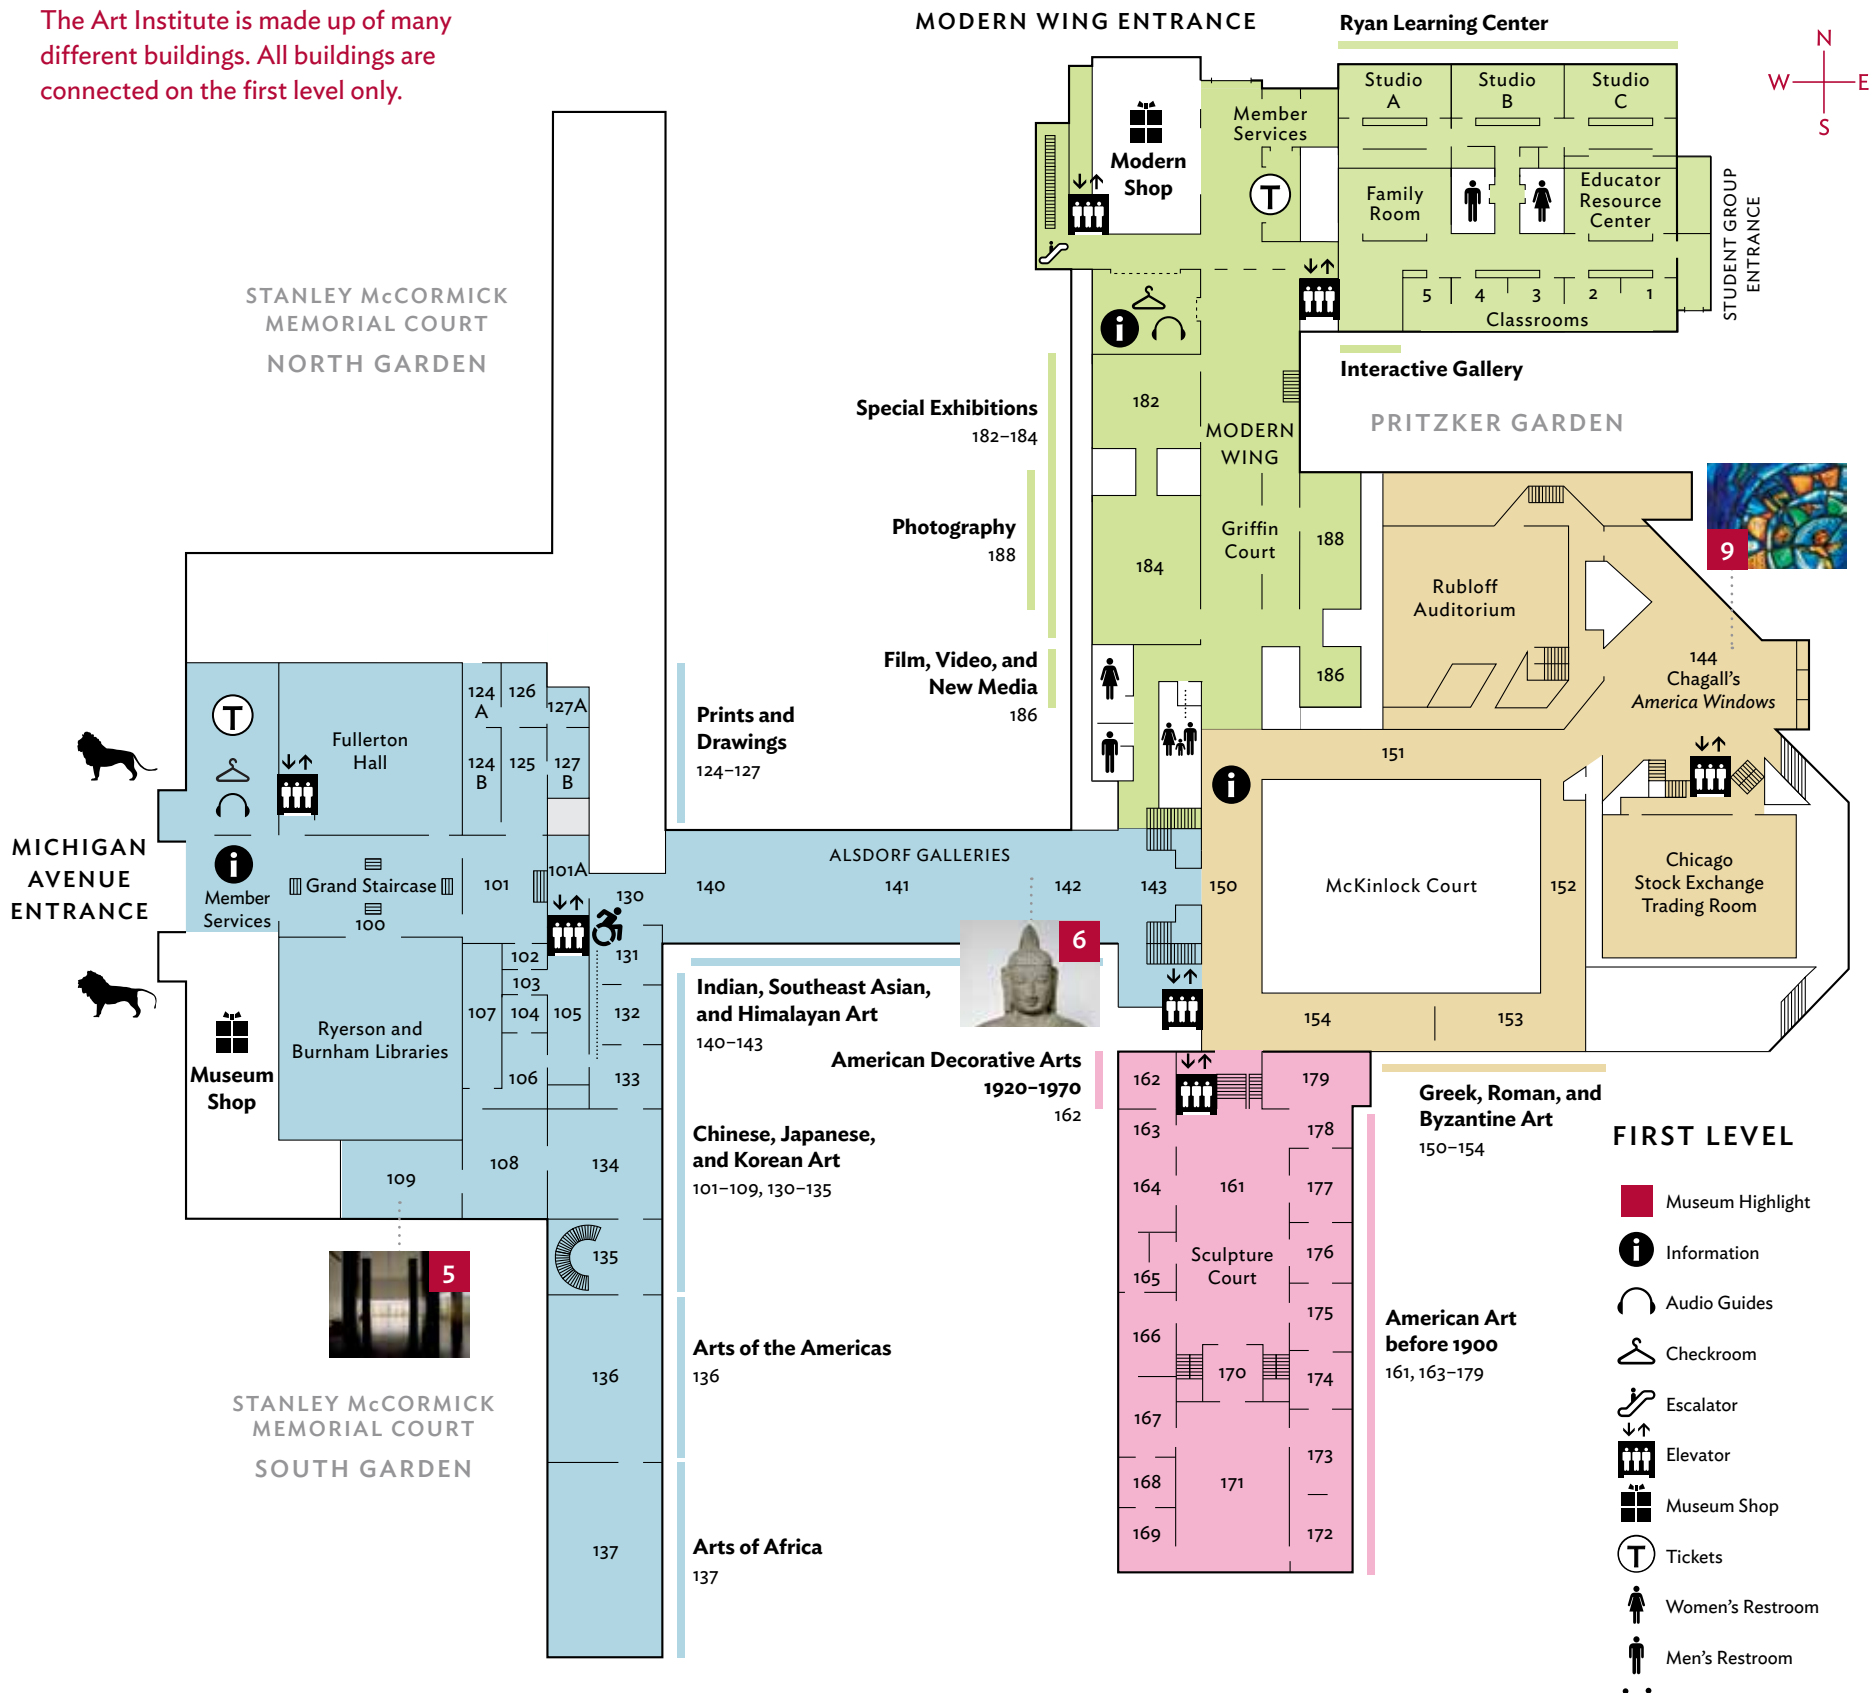 The Art Institute is made up of many
different buildings. All buildings are
connected on the first level only.
MODERN WING ENTRANCE
Ryan Learning Center
N
W
E
S
Studio
A
Studio
B
Studio
C
Member
Services
Modern
Shop
T
Family
Room
Educator
Resource
Center
STUDENT GROUP
ENTRANCE
5
4
3
2
1
Classrooms
i
Interactive Gallery
STANLEY McCORMICK
MEMORIAL COURT
NORTH GARDEN
Special Exhibitions
182–184
182
MODERN
WING
PRITZKER GARDEN
Photography
188
184
Griffin
Court
188
Rubloff
Auditorium
9
Film, Video, and
New Media
186
186
144
Chagall's
America Windows
Prints and
Drawings
124–127
T
Fullerton
Hall
124
A
126
127A
124
B
125
127
B
151
i
MICHIGAN
AVENUE
ENTRANCE
i
Member
Services
Grand Staircase
100
101
101A
130
ALSDORF GALLERIES
140
141
142
143
150
McKinlock Court
152
Chicago
Stock Exchange
Trading Room
6
102
103
104
105
106
107
131
132
133
Ryerson and
Burnham Libraries
Museum
Shop
Indian, Southeast Asian,
and Himalayan Art
140–143
154
153
American Decorative Arts
1920–1970
162
Greek, Roman, and
Byzantine Art
150–154
Chinese, Japanese,
and Korean Art
101–109, 130–135
109
108
134
135
5
STANLEY McCORMICK
MEMORIAL COURT
SOUTH GARDEN
Arts of the Americas
136
136
Arts of Africa
137
137
162
179
163
178
164
161
177
Sculpture
Court
176
165
175
166
170
174
167
173
168
171
169
172
American Art
before 1900
161, 163–179
FIRST LEVEL
Museum Highlight
i
Information
Audio Guides
Checkroom
Escalator
Elevator
Museum Shop
T
Tickets
Women's Restroom
Men's Restroom